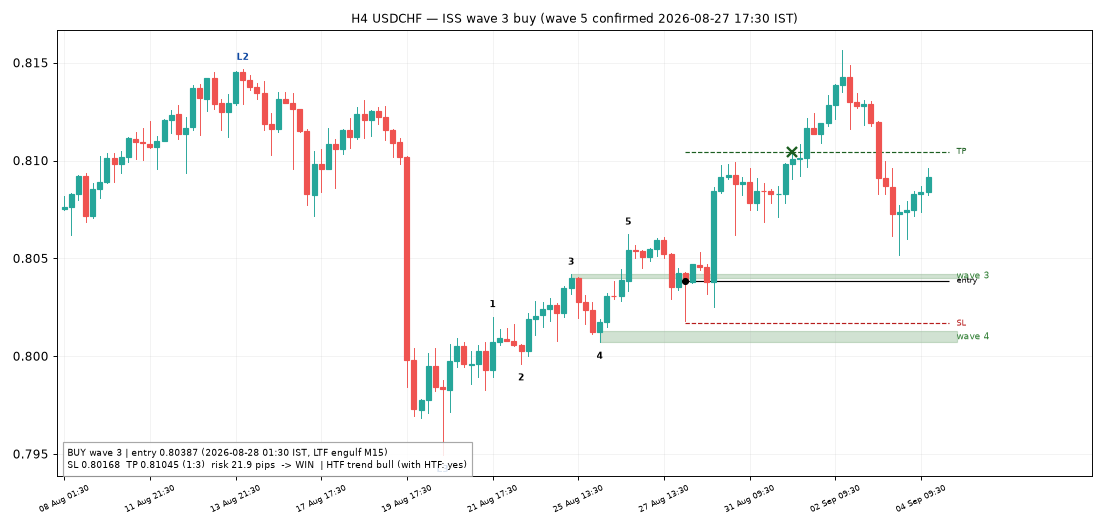 H4 USDCHF — ISS wave 3 buy (wave 5 confirmed 2026-08-27 17:30 IST)
0.815
0.810
0.805
0.800
0.795
L2
1
2
3
4
5
TP
wave 3
entry
SL
wave 4
BUY wave 3 | entry 0.80387 (2026-08-28 01:30 IST, LTF engulf M15)
SL 0.80168 TP 0.81045 (1:3) risk 21.9 pips -> WIN | HTF trend bull (with HTF: yes)
08 Aug 01:30
11 Aug 21:30
13 Aug 21:30
17 Aug 17:30
19 Aug 17:30
21 Aug 17:30
25 Aug 13:30
27 Aug 13:30
31 Aug 09:30
02 Sep 09:30
04 Sep 09:30